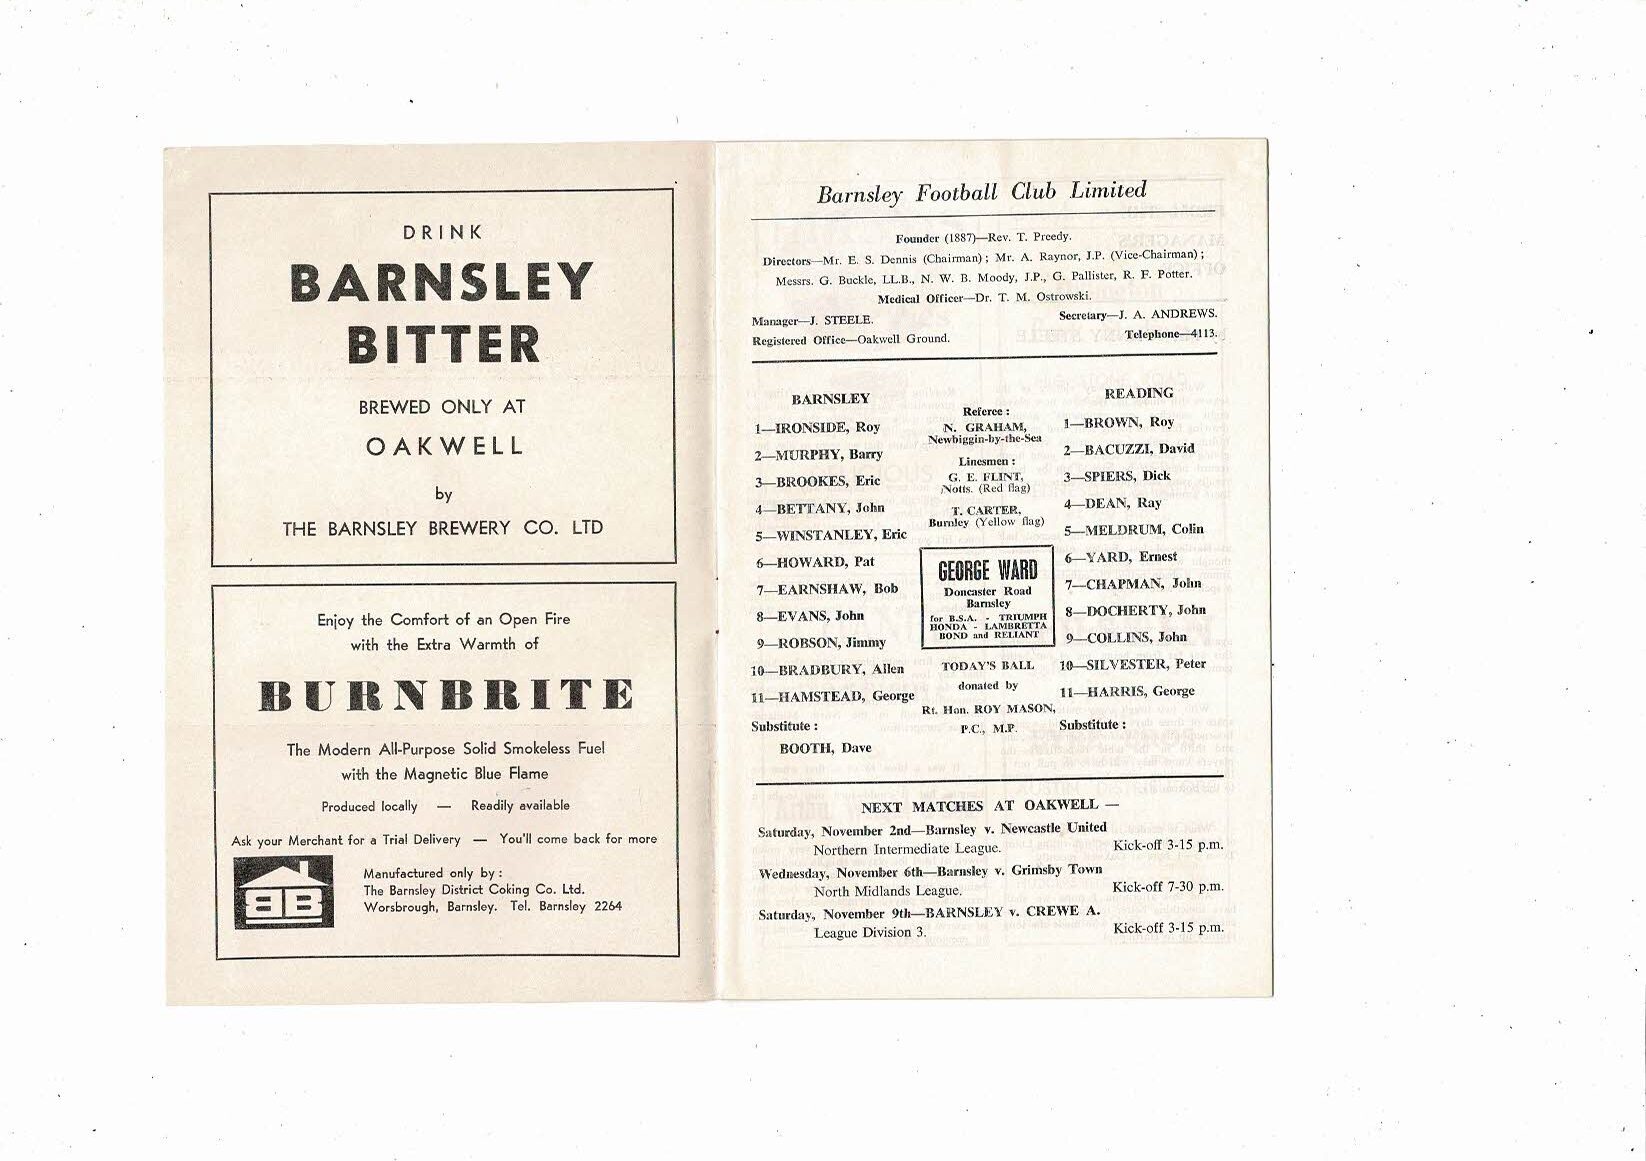 DRINK
BARNSLEY
BITTER
BREWED ONLY AT
OAKWELL
by
THE BARNSLEY BREWERY CO. LTD
Enjoy the Comfort of an Open Fire
with the Extra Warmth of
BURNBRITE
The Modern All-Purpose Solid Smokeless Fuel
with the Magnetic Blue Flame
Produced locally — Readily available
Ask your Merchant for a Trial Delivery — You'll come back for more
BB
Manufactured only by :
The Barnsley District Coking Co. Ltd.
Worsbrough, Barnsley. Tel. Barnsley 2264
Barnsley Football Club Limited
Founder (1887)—Rev. T. Preedy.
Directors—Mr. E. S. Dennis (Chairman) ; Mr. A. Raynor, J.P. (Vice-Chairman) ;
Messrs. G. Buckle, LL.B., N. W. B. Moody, J.P., G. Pallister, R. F. Potter.
Medical Officer—Dr. T. M. Ostrowski.
Manager—J. STEELE.
Secretary—J. A. ANDREWS.
Registered Office—Oakwell Ground.
Telephone—4113.
BARNSLEY
1—IRONSIDE, Roy
2—MURPHY, Barry
3—BROOKES, Eric
4—BETTANY, John
5—WINSTANLEY, Eric
6—HOWARD, Pat
7—EARNSHAW, Bob
8—EVANS, John
9—ROBSON, Jimmy
10—BRADBURY, Allen
11—HAMSTEAD, George
Substitute :
BOOTH, Dave
Referee :
N. GRAHAM,
Newbiggin-by-the-Sea
Linesmen :
G. E. FLINT,
Notts. (Red flag)
T. CARTER,
Burnley (Yellow flag)
GEORGE WARD
Doncaster Road
Barnsley
for B.S.A. - TRIUMPH
HONDA - LAMBRETTA
BOND and RELIANT
TODAY'S BALL
donated by
Rt. Hon. ROY MASON,
P.C., M.P.
READING
1—BROWN, Roy
2—BACUZZI, David
3—SPIERS, Dick
4—DEAN, Ray
5—MELDRUM, Colin
6—YARD, Ernest
7—CHAPMAN, John
8—DOCHERTY, John
9—COLLINS, John
10—SILVESTER, Peter
11—HARRIS, George
Substitute :
NEXT MATCHES AT OAKWELL —
Saturday, November 2nd—Barnsley v. Newcastle United
Northern Intermediate League. Kick-off 3-15 p.m.
Wednesday, November 6th—Barnsley v. Grimsby Town
North Midlands League. Kick-off 7-30 p.m.
Saturday, November 9th—BARNSLEY v. CREWE A.
League Division 3. Kick-off 3-15 p.m.